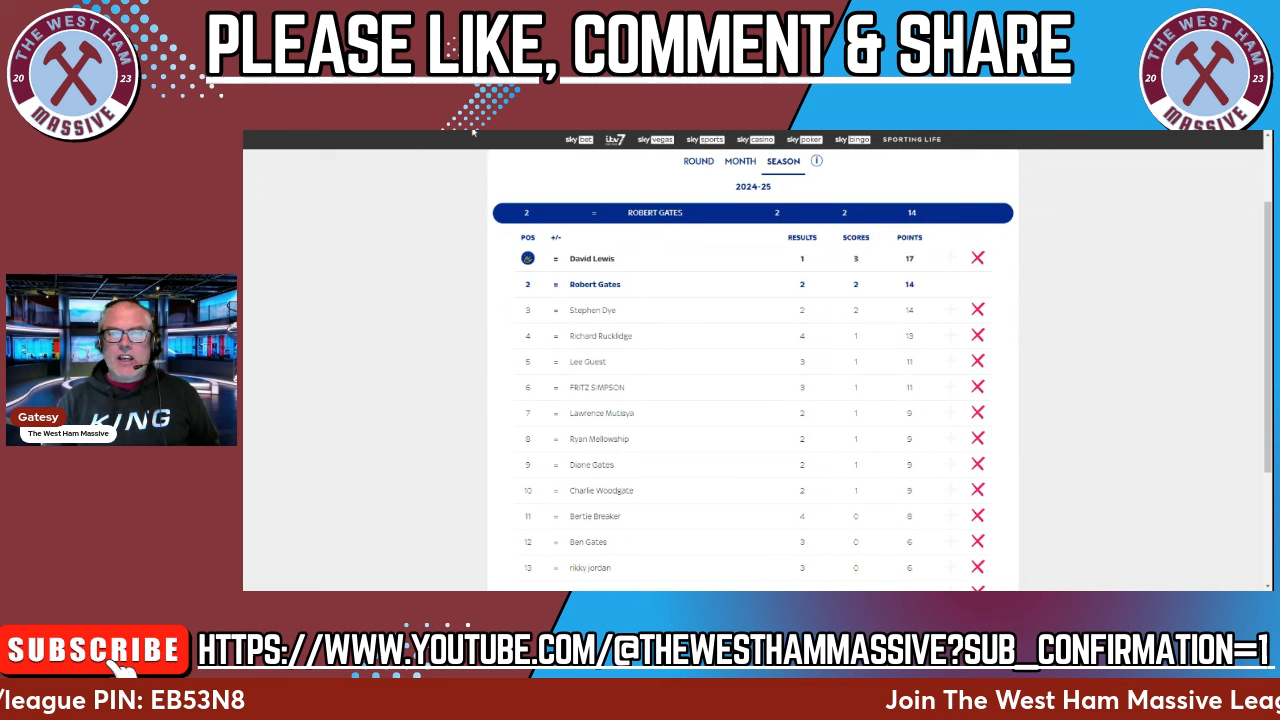 PLEASE LIKE, COMMENT & SHARE
THE WEST HAM
20 23
MASSIVE
THE WEST HAM
20 23
MASSIVE
sky bet itv7 sky vegas sky sports sky casino sky poker sky bingo SPORTING LIFE
ROUND MONTH SEASON i
2024-25
2 = ROBERT GATES 2 2 14
POS +/- RESULTS SCORES POINTS
= David Lewis 1 3 17
2 = Robert Gates 2 2 14
3 = Stephen Dye 2 2 14
4 = Richard Rucklidge 4 1 13
5 = Lee Guest 3 1 11
6 = FRITZ SIMPSON 3 1 11
7 = Lawrence Mutisya 2 1 9
8 = Ryan Mellowship 2 1 9
9 = Diane Gates 2 1 9
10 = Charlie Woodgate 2 1 9
11 = Bertie Breaker 4 0 8
12 = Ben Gates 3 0 6
13 = rikky jordan 3 0 6
KING
Gatesy
The West Ham Massive
SUBSCRIBE
HTTPS://WWW.YOUTUBE.COM/@THEWESTHAMMASSIVE?SUB_CONFIRMATION=1
/league PIN: EB53N8 Join The West Ham Massive Leag